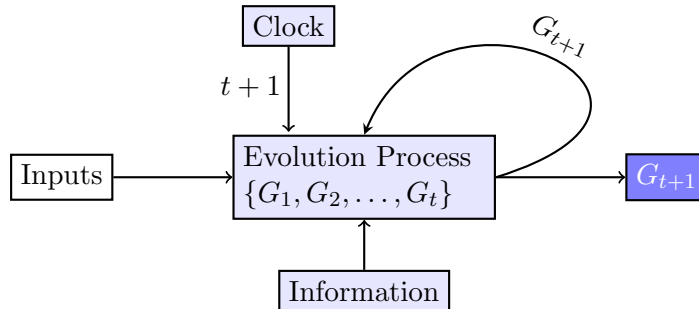 Clock
G_{t+1}
t + 1
Evolution Process
Inputs
{G_1, G_2, . . . , G_t}
G_{t+1}
Information